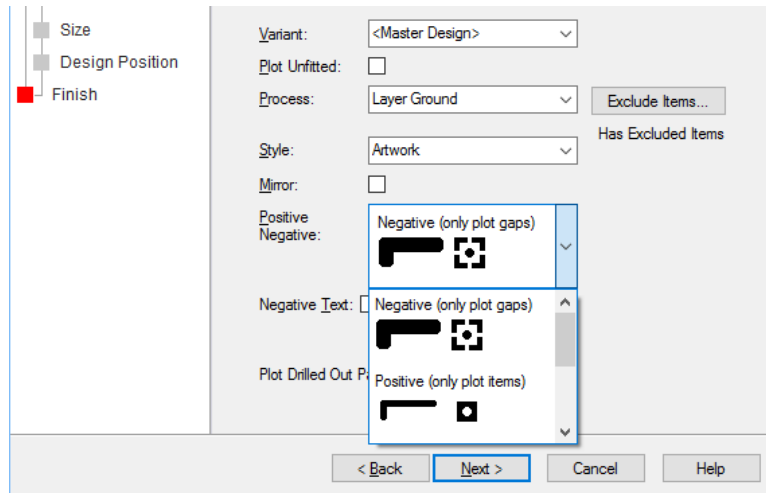 Size
Design Position
Finish
Variant: <Master Design>
Plot Unfitted:
Process: Layer Ground Exclude Items...
Has Excluded Items
Style: Artwork
Mirror:
Positive
Negative:
Negative (only plot gaps)
Negative Text: Negative (only plot gaps)
Plot Drilled Out Positive (only plot items)
< Back Next > Cancel Help